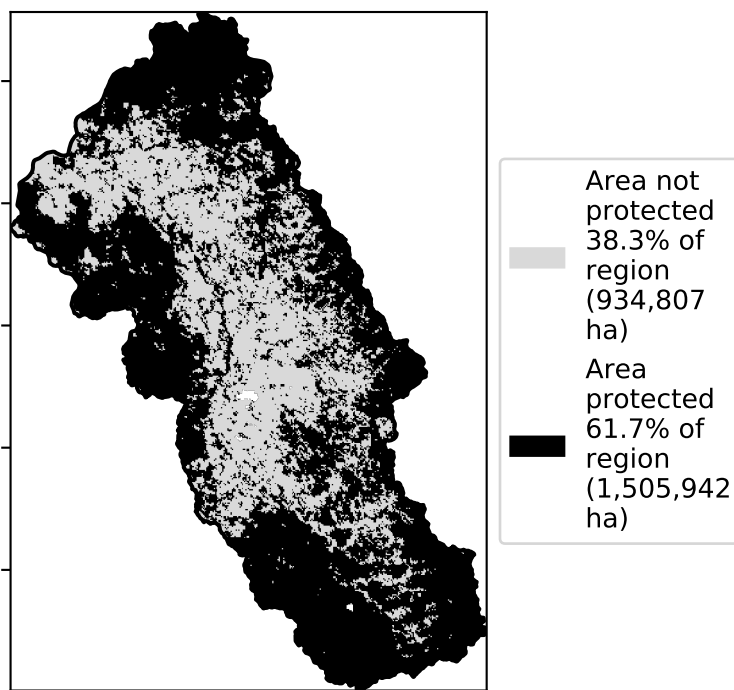 Area not
protected
38.3% of
region
(934,807
ha)
Area
protected
61.7% of
region
(1,505,942
ha)